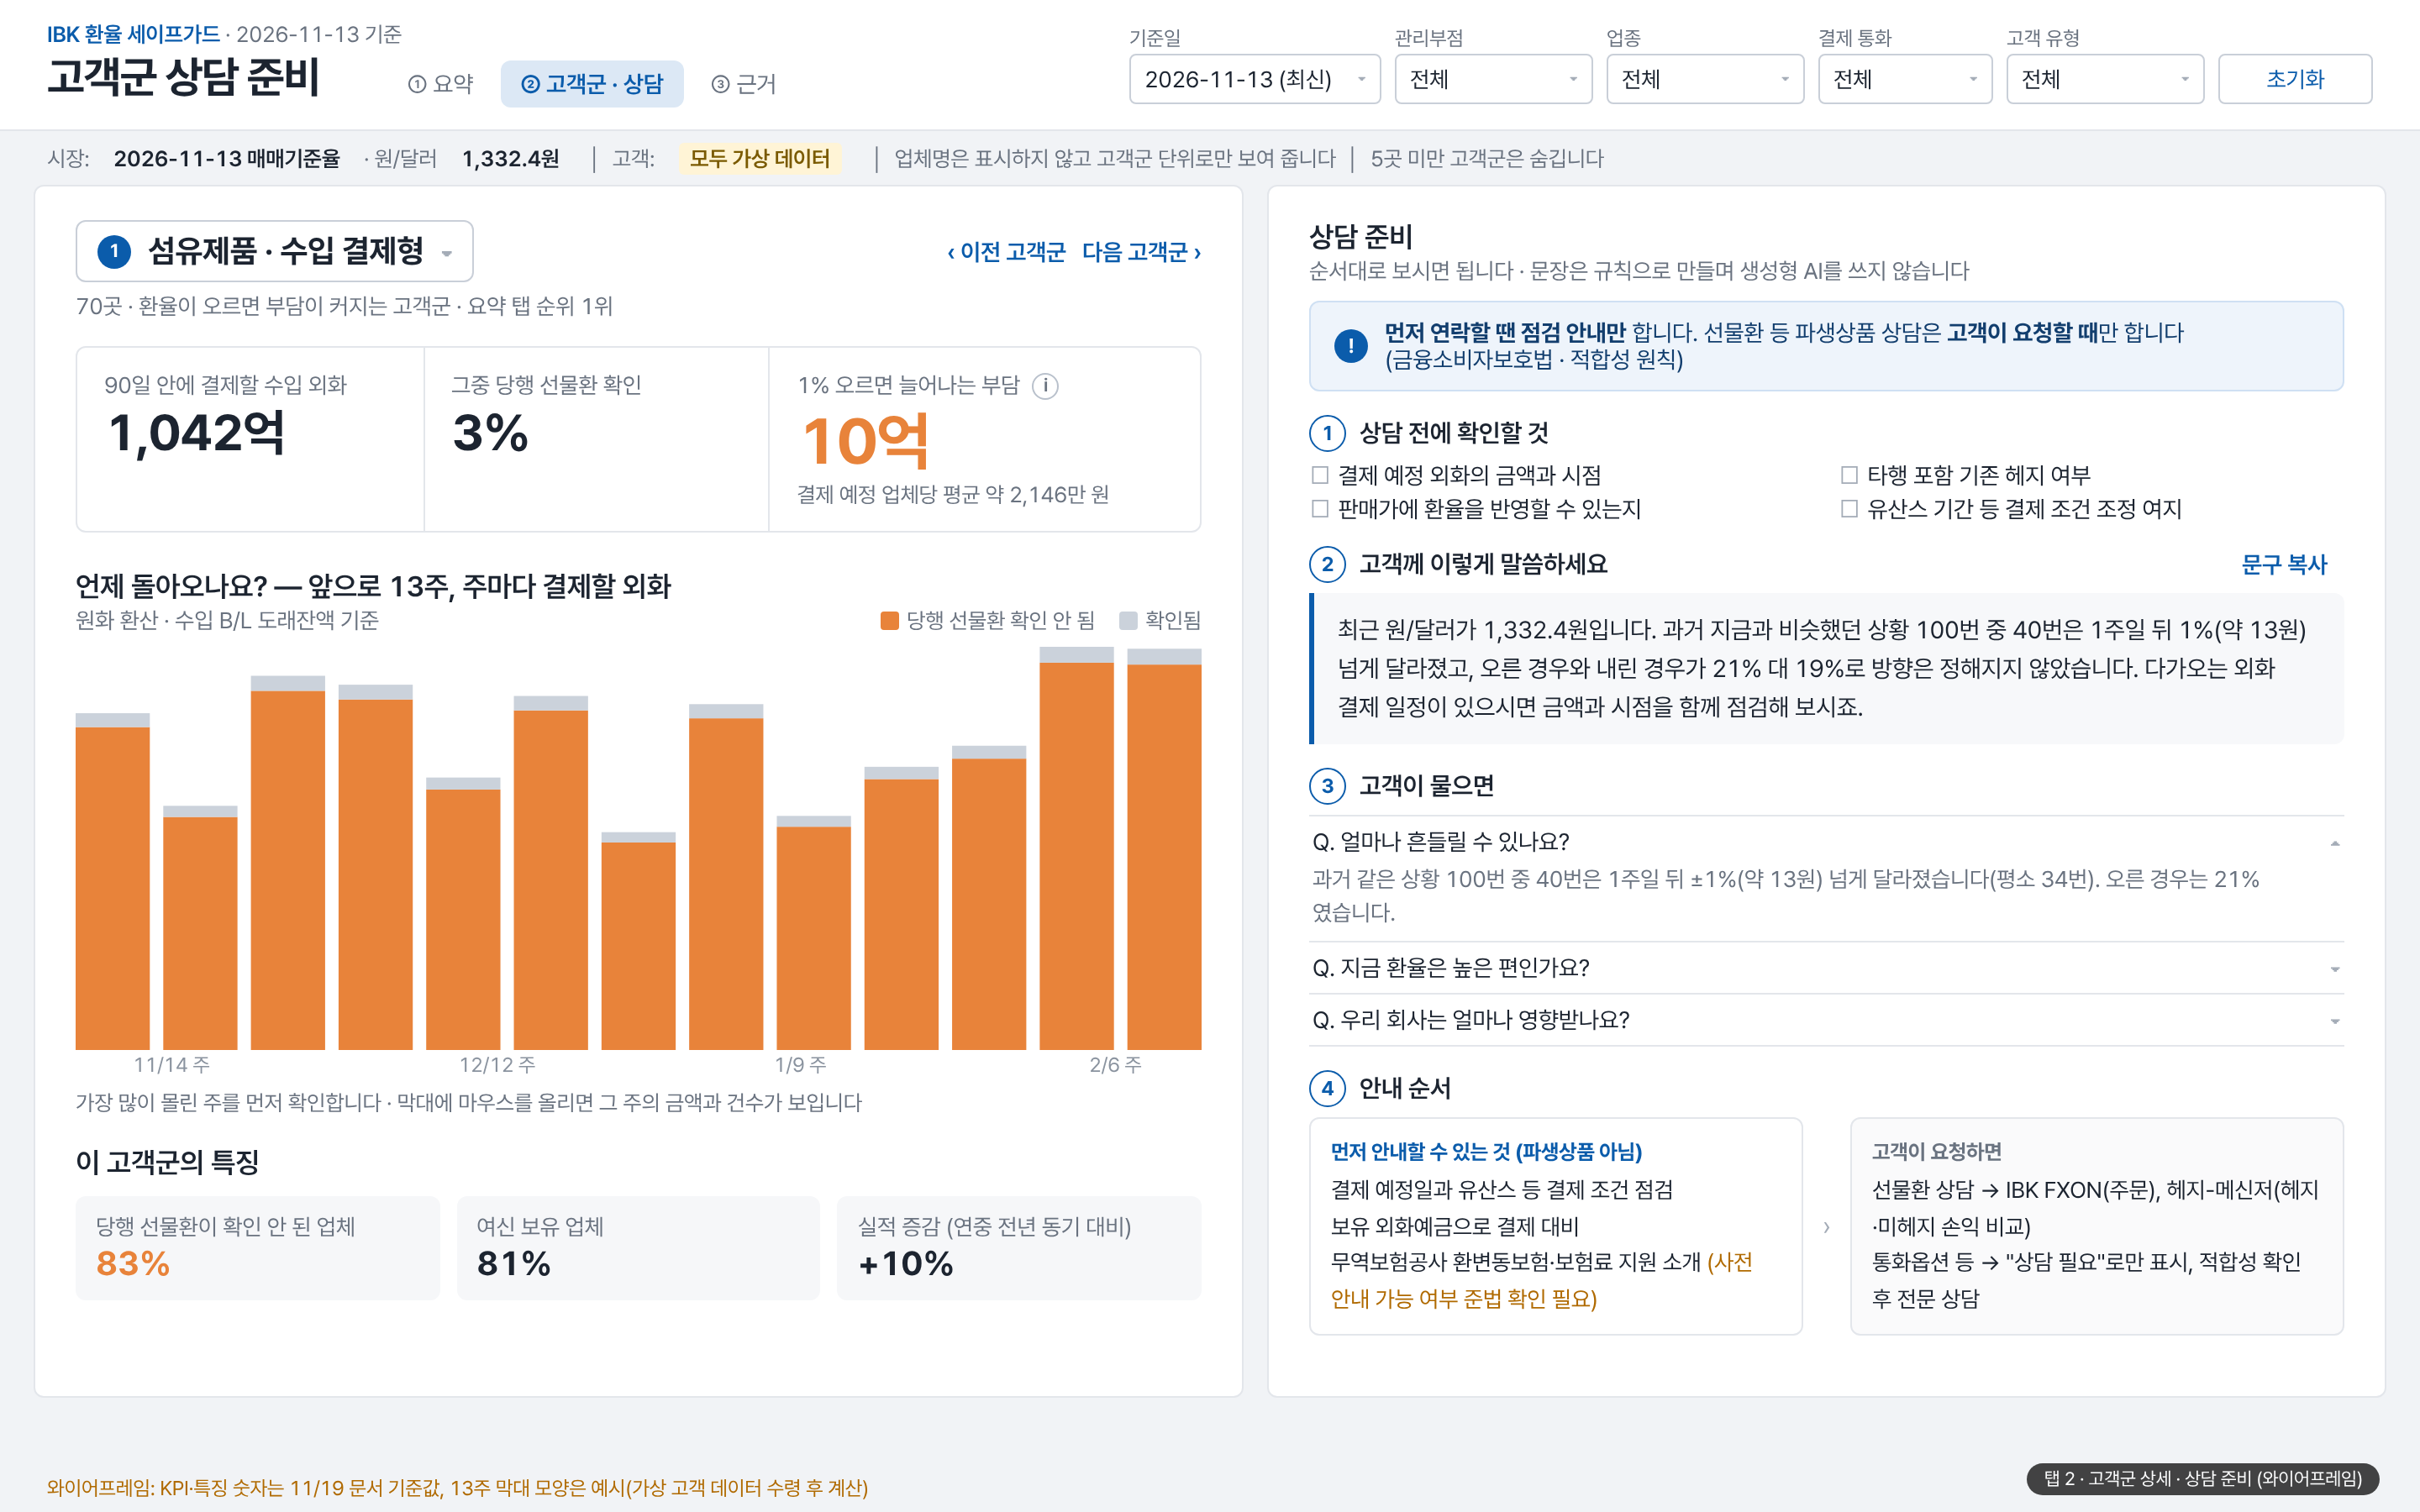 IBK 환율 세이프가드 · 2026-11-13 기준
고객군 상담 준비
① 요약
② 고객군 · 상담
③ 근거
기준일
2026-11-13 (최신)
관리부점
전체
업종
전체
결제 통화
전체
고객 유형
전체
초기화
시장: 2026-11-13 매매기준율 · 원/달러 1,332.4원 | 고객: 모두 가상 데이터 | 업체명은 표시하지 않고 고객군 단위로만 보여 줍니다 | 5곳 미만 고객군은 숨깁니다
1 섬유제품 · 수입 결제형
‹ 이전 고객군 다음 고객군 ›
70곳 · 환율이 오르면 부담이 커지는 고객군 · 요약 탭 순위 1위
90일 안에 결제할 수입 외화
1,042억
그중 당행 선물환 확인
3%
1% 오르면 늘어나는 부담 i
10억
결제 예정 업체당 평균 약 2,146만 원
언제 돌아오나요? — 앞으로 13주, 주마다 결제할 외화
원화 환산 · 수입 B/L 도래잔액 기준
당행 선물환 확인 안 됨 확인됨
11/14 주 12/12 주 1/9 주 2/6 주
가장 많이 몰린 주를 먼저 확인합니다 · 막대에 마우스를 올리면 그 주의 금액과 건수가 보입니다
이 고객군의 특징
당행 선물환이 확인 안 된 업체
83%
여신 보유 업체
81%
실적 증감 (연중 전년 동기 대비)
+10%
상담 준비
순서대로 보시면 됩니다 · 문장은 규칙으로 만들며 생성형 AI를 쓰지 않습니다
! 먼저 연락할 땐 점검 안내만 합니다. 선물환 등 파생상품 상담은 고객이 요청할 때만 합니다
(금융소비자보호법 · 적합성 원칙)
1 상담 전에 확인할 것
☐ 결제 예정 외화의 금액과 시점
☐ 타행 포함 기존 헤지 여부
☐ 판매가에 환율을 반영할 수 있는지
☐ 유산스 기간 등 결제 조건 조정 여지
2 고객께 이렇게 말씀하세요
문구 복사
최근 원/달러가 1,332.4원입니다. 과거 지금과 비슷했던 상황 100번 중 40번은 1주일 뒤 1%(약 13원)
넘게 달라졌고, 오른 경우와 내린 경우가 21% 대 19%로 방향은 정해지지 않았습니다. 다가오는 외화
결제 일정이 있으시면 금액과 시점을 함께 점검해 보시죠.
3 고객이 물으면
Q. 얼마나 흔들릴 수 있나요?
과거 같은 상황 100번 중 40번은 1주일 뒤 ±1%(약 13원) 넘게 달라졌습니다(평소 34번). 오른 경우는 21%
였습니다.
Q. 지금 환율은 높은 편인가요?
Q. 우리 회사는 얼마나 영향받나요?
4 안내 순서
먼저 안내할 수 있는 것 (파생상품 아님)
결제 예정일과 유산스 등 결제 조건 점검
보유 외화예금으로 결제 대비
무역보험공사 환변동보험·보험료 지원 소개 (사전
안내 가능 여부 준법 확인 필요)
›
고객이 요청하면
선물환 상담 → IBK FXON(주문), 헤지-메신저(헤지
·미헤지 손익 비교)
통화옵션 등 → "상담 필요"로만 표시, 적합성 확인
후 전문 상담
와이어프레임: KPI·특징 숫자는 11/19 문서 기준값, 13주 막대 모양은 예시(가상 고객 데이터 수령 후 계산)
탭 2 · 고객군 상세 · 상담 준비 (와이어프레임)